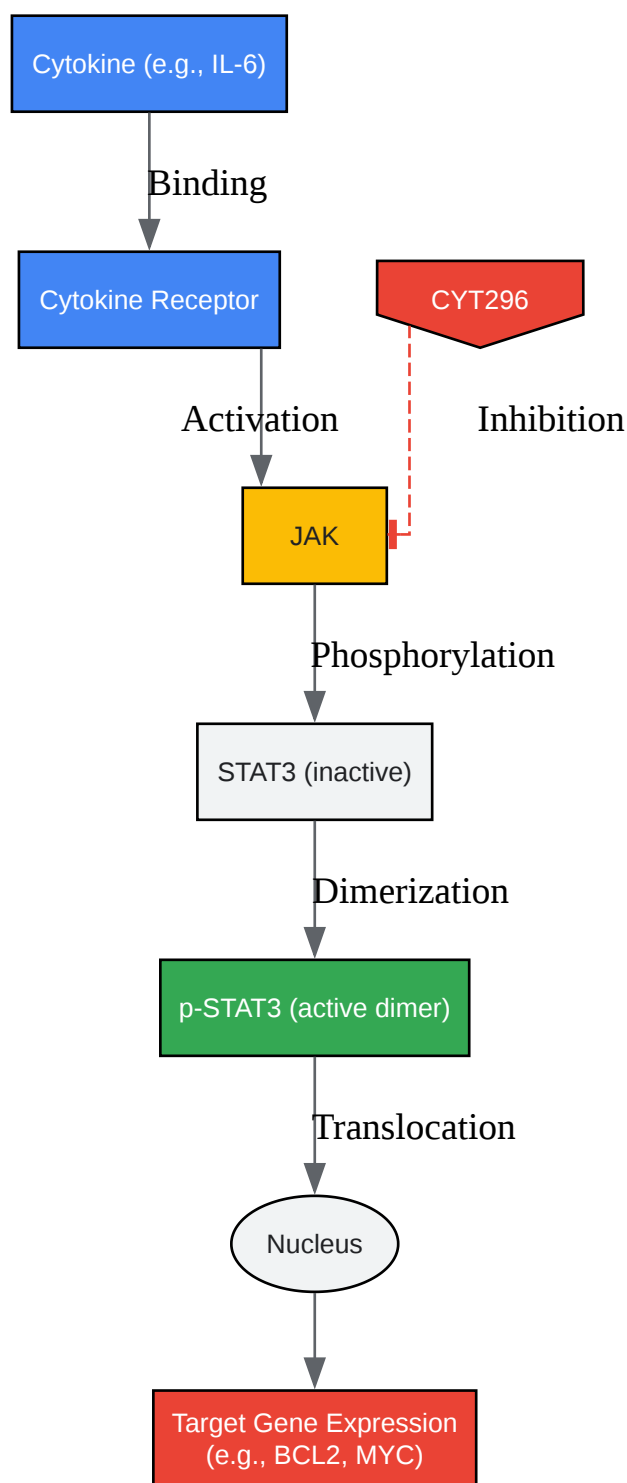 Cytokine (e.g., IL-6)
Binding
Cytokine Receptor
CYT296
Activation
Inhibition
JAK
Phosphorylation
STAT3 (inactive)
Dimerization
p-STAT3 (active dimer)
Translocation
Nucleus
Target Gene Expression
(e.g., BCL2, MYC)